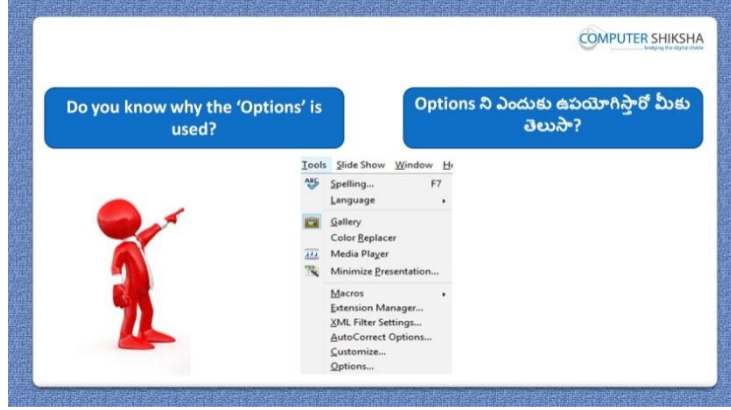 COMPUTER SHIKSHA
bridging the digital divide
Do you know why the ‘Options’ is
used?
Options ని ఎందుకు ఉపయోగిస్తారో మీకు
తెలుసా?
Tools Slide Show Window
Spelling... F7
Language
Gallery
Color Replacer
Media Player
Minimize Presentation...
Macros
Extension Manager...
XML Filter Settings...
AutoCorrect Options...
Customize...
Options...